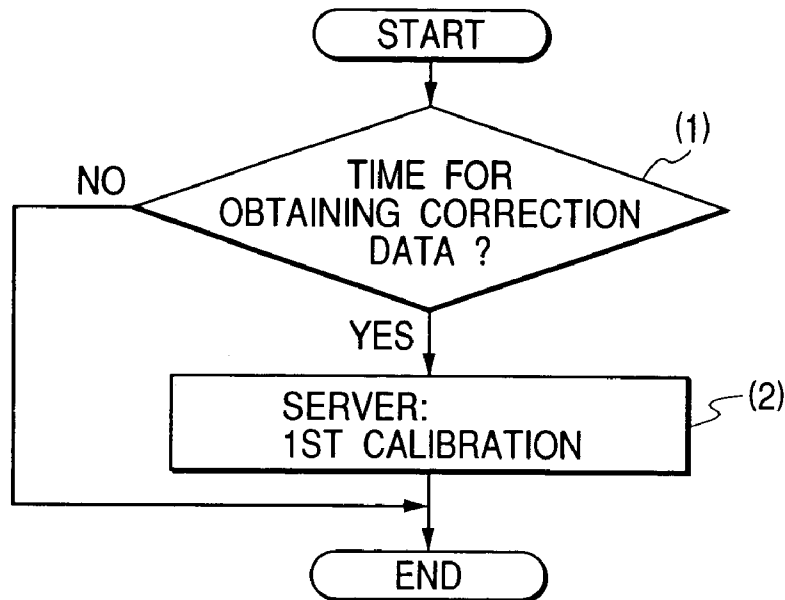 START
(1)
NO
TIME FOR
OBTAINING CORRECTION
DATA ?
YES
SERVER:
1ST CALIBRATION
(2)
END